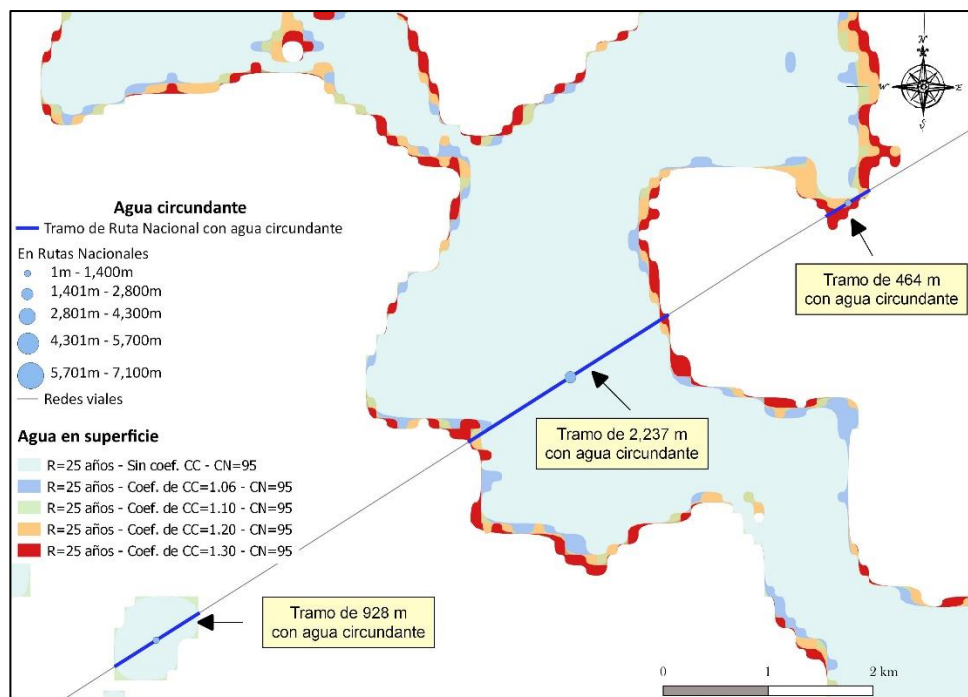 N
W
E
S
Agua circundante
Tramo de Ruta Nacional con agua circundante
En Rutas Nacionales
1m - 1,400m
1,401m - 2,800m
2,801m - 4,300m
4,301m - 5,700m
5,701m - 7,100m
Redes viales
Agua en superficie
R=25 años - Sin coef. CC - CN=95
R=25 años - Coef. de CC=1.06 - CN=95
R=25 años - Coef. de CC=1.10 - CN=95
R=25 años - Coef. de CC=1.20 - CN=95
R=25 años - Coef. de CC=1.30 - CN=95
Tramo de 464 m
con agua circundante
Tramo de 2,237 m
con agua circundante
Tramo de 928 m
con agua circundante
0 1 2 km